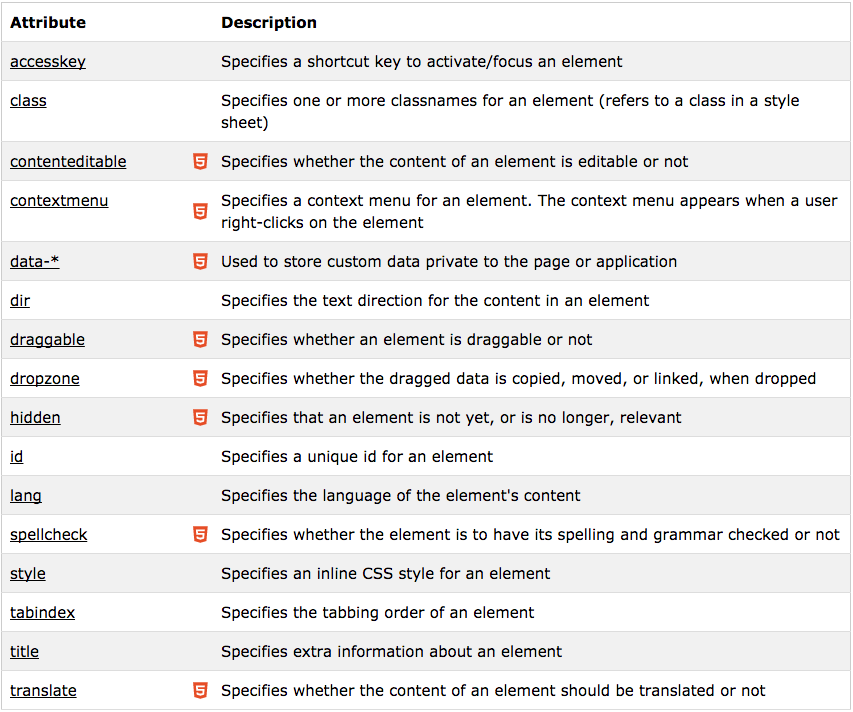 Attribute Description
accesskey Specifies a shortcut key to activate/focus an element
class Specifies one or more classnames for an element (refers to a class in a style
sheet)
contenteditable 5 Specifies whether the content of an element is editable or not
contextmenu 5 Specifies a context menu for an element. The context menu appears when a user
right-clicks on the element
data-* 5 Used to store custom data private to the page or application
dir Specifies the text direction for the content in an element
draggable 5 Specifies whether an element is draggable or not
dropzone 5 Specifies whether the dragged data is copied, moved, or linked, when dropped
hidden 5 Specifies that an element is not yet, or is no longer, relevant
id Specifies a unique id for an element
lang Specifies the language of the element's content
spellcheck 5 Specifies whether the element is to have its spelling and grammar checked or not
style Specifies an inline CSS style for an element
tabindex Specifies the tabbing order of an element
title Specifies extra information about an element
translate 5 Specifies whether the content of an element should be translated or not